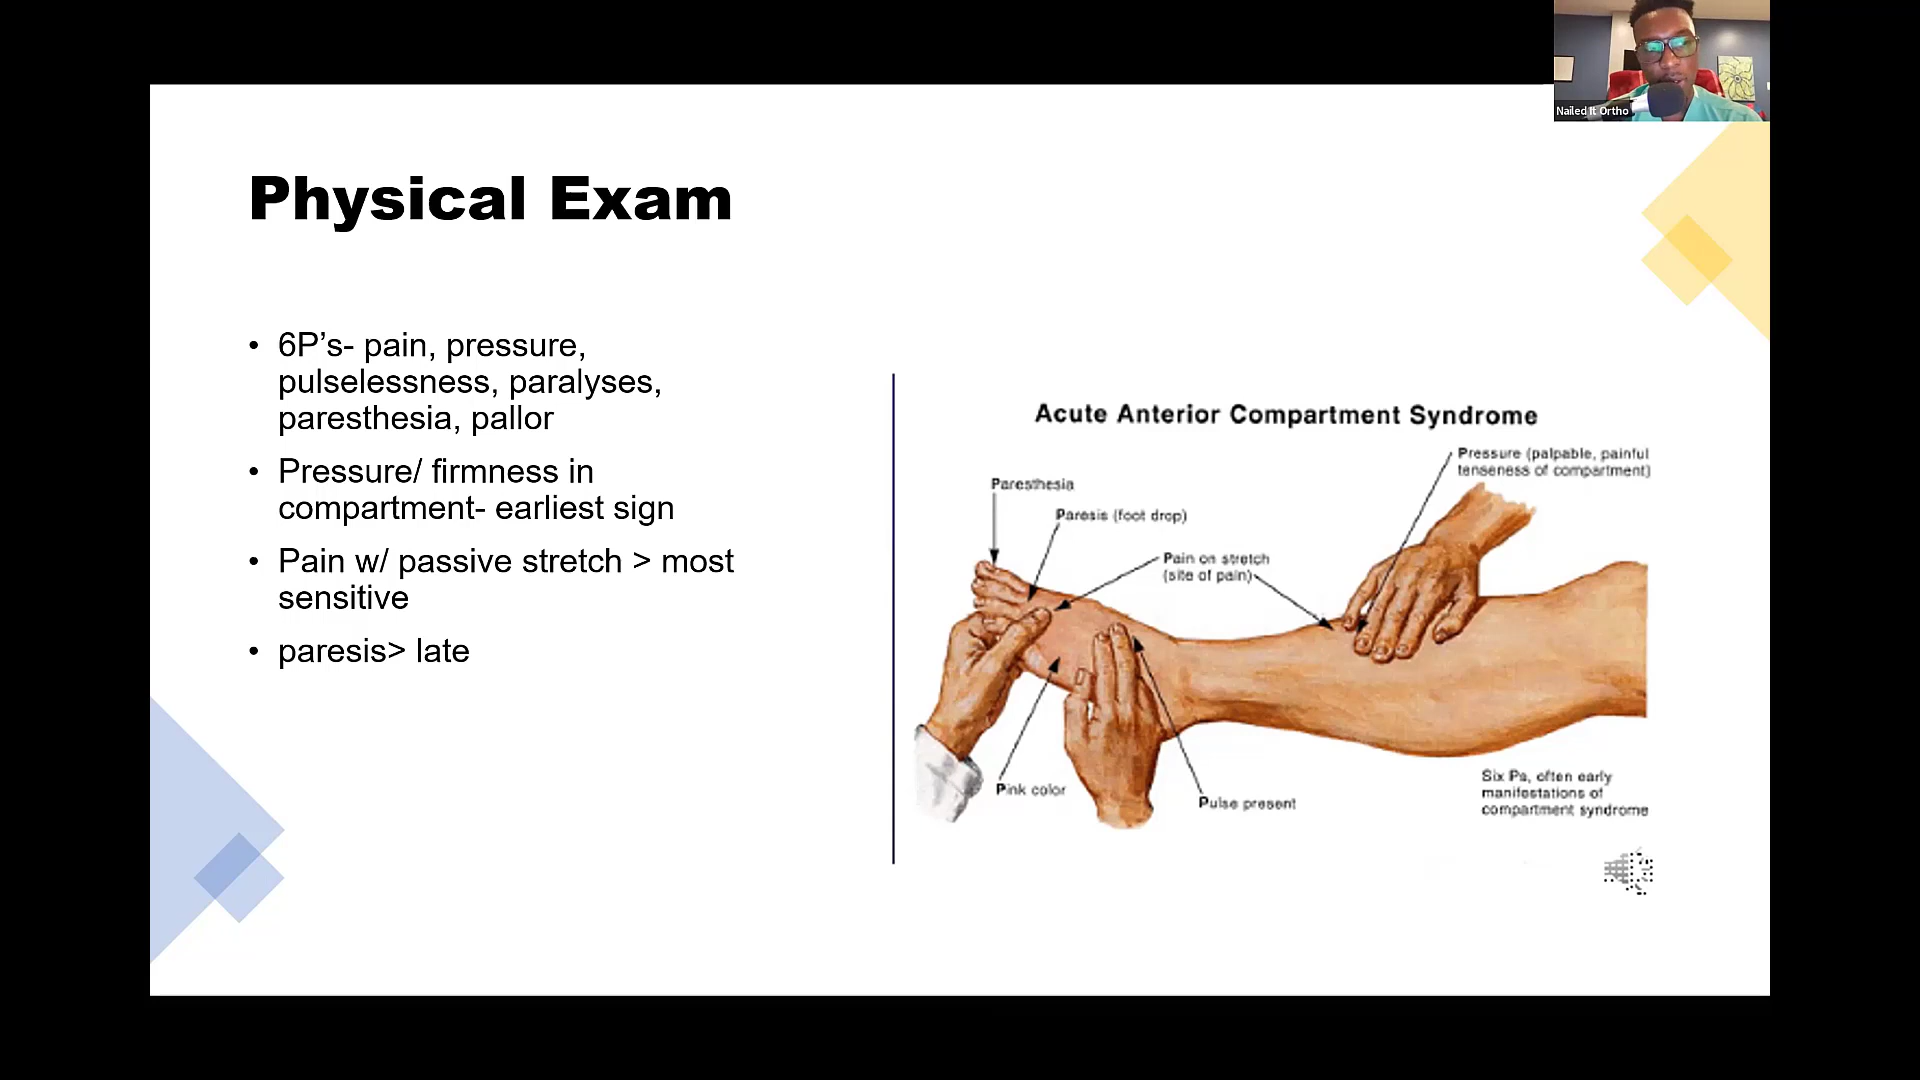 Nailed It Ortho
Physical Exam
• 6P’s- pain, pressure,
pulselessness, paralyses,
paresthesia, pallor
• Pressure/ firmness in
compartment- earliest sign
• Pain w/ passive stretch > most
sensitive
• paresis> late
Acute Anterior Compartment Syndrome
Pressure (palpable, painful
tenseness of compartment)
Paresthesia
Paresis (foot drop)
Pain on stretch
(site of pain)
Pink color
Pulse present
Six Ps, often early
manifestations of
compartment syndrome